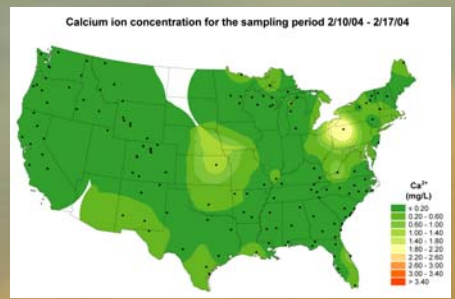 Calcium ion concentration for the sampling period 2/10/04 - 2/17/04
Ca²⁺
(mg/L)
< 0.20
0.20 - 0.60
0.60 - 1.00
1.00 - 1.40
1.40 - 1.80
1.80 - 2.20
2.20 - 2.60
2.60 - 3.00
3.00 - 3.40
> 3.40